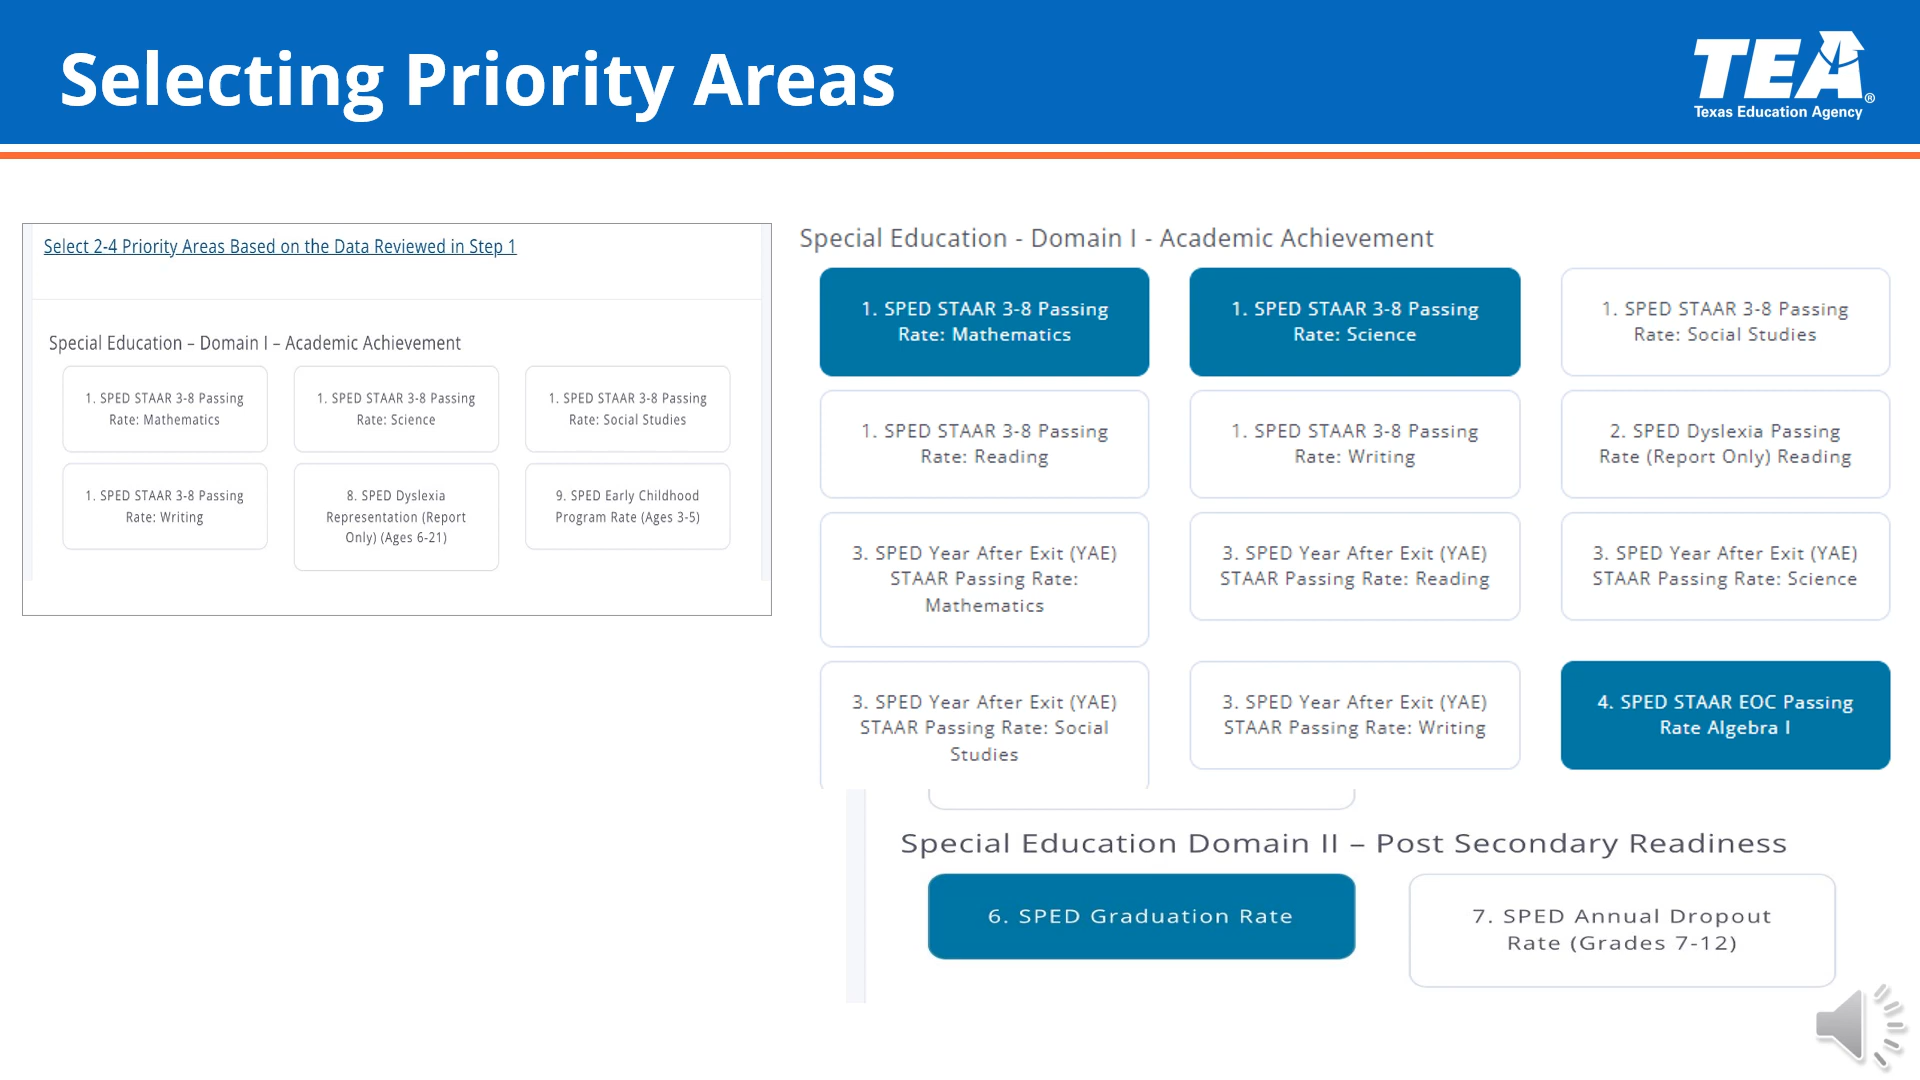 Selecting Priority Areas
TEA®
Texas Education Agency
Select 2-4 Priority Areas Based on the Data Reviewed in Step 1
Special Education – Domain I – Academic Achievement
1. SPED STAAR 3-8 Passing
Rate: Mathematics
1. SPED STAAR 3-8 Passing
Rate: Science
1. SPED STAAR 3-8 Passing
Rate: Social Studies
1. SPED STAAR 3-8 Passing
Rate: Writing
8. SPED Dyslexia
Representation (Report
Only) (Ages 6-21)
9. SPED Early Childhood
Program Rate (Ages 3-5)
Special Education - Domain I - Academic Achievement
1. SPED STAAR 3-8 Passing
Rate: Mathematics
1. SPED STAAR 3-8 Passing
Rate: Science
1. SPED STAAR 3-8 Passing
Rate: Social Studies
1. SPED STAAR 3-8 Passing
Rate: Reading
1. SPED STAAR 3-8 Passing
Rate: Writing
2. SPED Dyslexia Passing
Rate (Report Only) Reading
3. SPED Year After Exit (YAE)
STAAR Passing Rate:
Mathematics
3. SPED Year After Exit (YAE)
STAAR Passing Rate: Reading
3. SPED Year After Exit (YAE)
STAAR Passing Rate: Science
3. SPED Year After Exit (YAE)
STAAR Passing Rate: Social
Studies
3. SPED Year After Exit (YAE)
STAAR Passing Rate: Writing
4. SPED STAAR EOC Passing
Rate Algebra I
Special Education Domain II – Post Secondary Readiness
6. SPED Graduation Rate
7. SPED Annual Dropout
Rate (Grades 7-12)